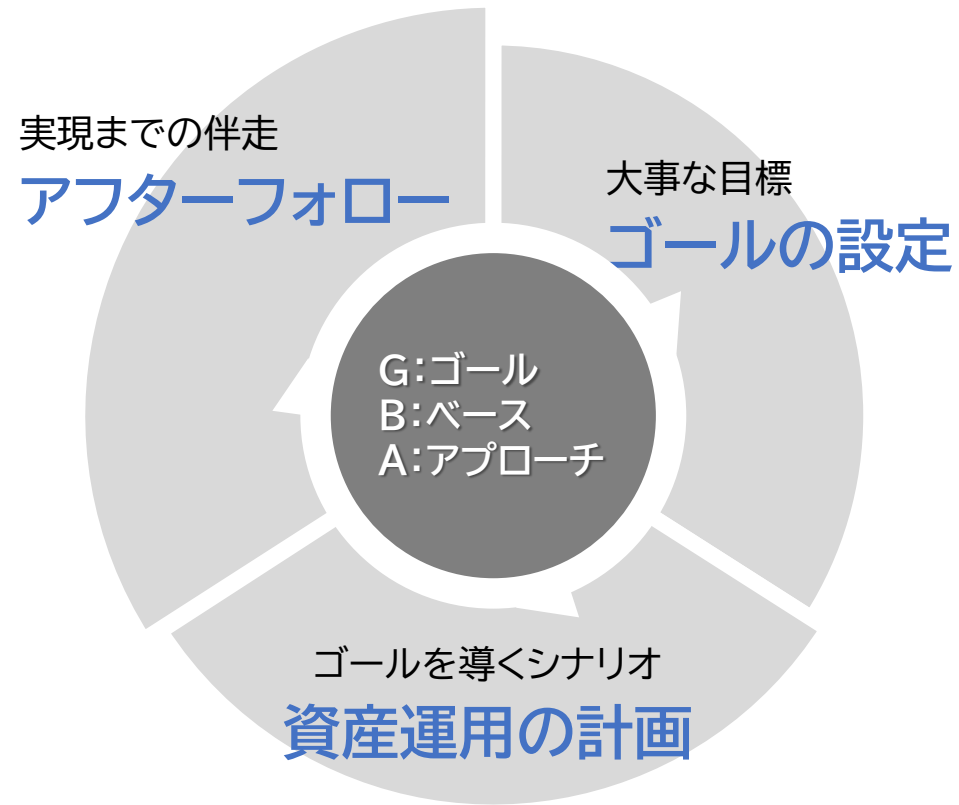 実現までの伴走
アフターフォロー
大事な目標
ゴールの設定
G：ゴール
B：ベース
A：アプローチ
ゴールを導くシナリオ
資産運用の計画